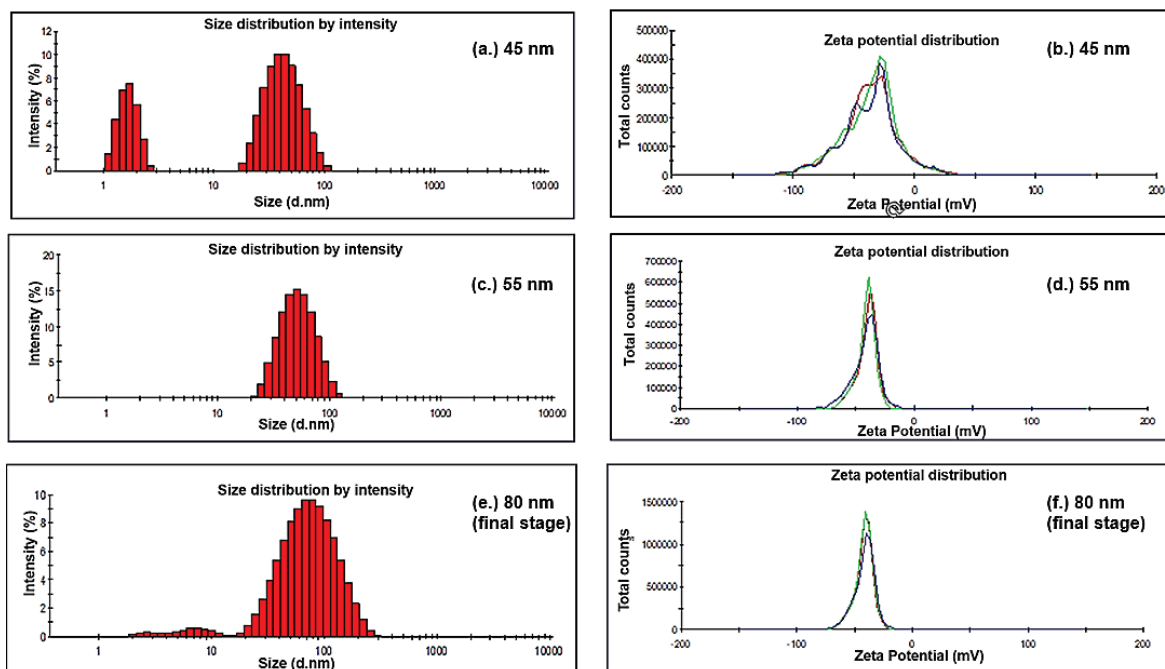 Size distribution by intensity
(a.) 45 nm
Intensity (%)
12
10
8
6
4
2
0
1 10 100 1000 10000
Size (d.nm)
Zeta potential distribution
(b.) 45 nm
Total counts
500000
400000
300000
200000
100000
0
-200 -100 0 100 200
Zeta Potential (mV)
@
Size distribution by intensity
(c.) 55 nm
Intensity (%)
20
15
10
5
0
1 10 100 1000 10000
Size (d.nm)
Zeta potential distribution
(d.) 55 nm
Total counts
700000
600000
500000
400000
300000
200000
100000
0
-200 -100 0 100 200
Zeta Potential (mV)
Size distribution by intensity
(e.) 80 nm
(final stage)
Intensity (%)
10
8
6
4
2
0
1 10 100 1000 10000
Size (d.nm)
Zeta potential distribution
(f.) 80 nm
(final stage)
Total counts
1500000
1000000
500000
0
-200 -100 0 100 200
Zeta Potential (mV)